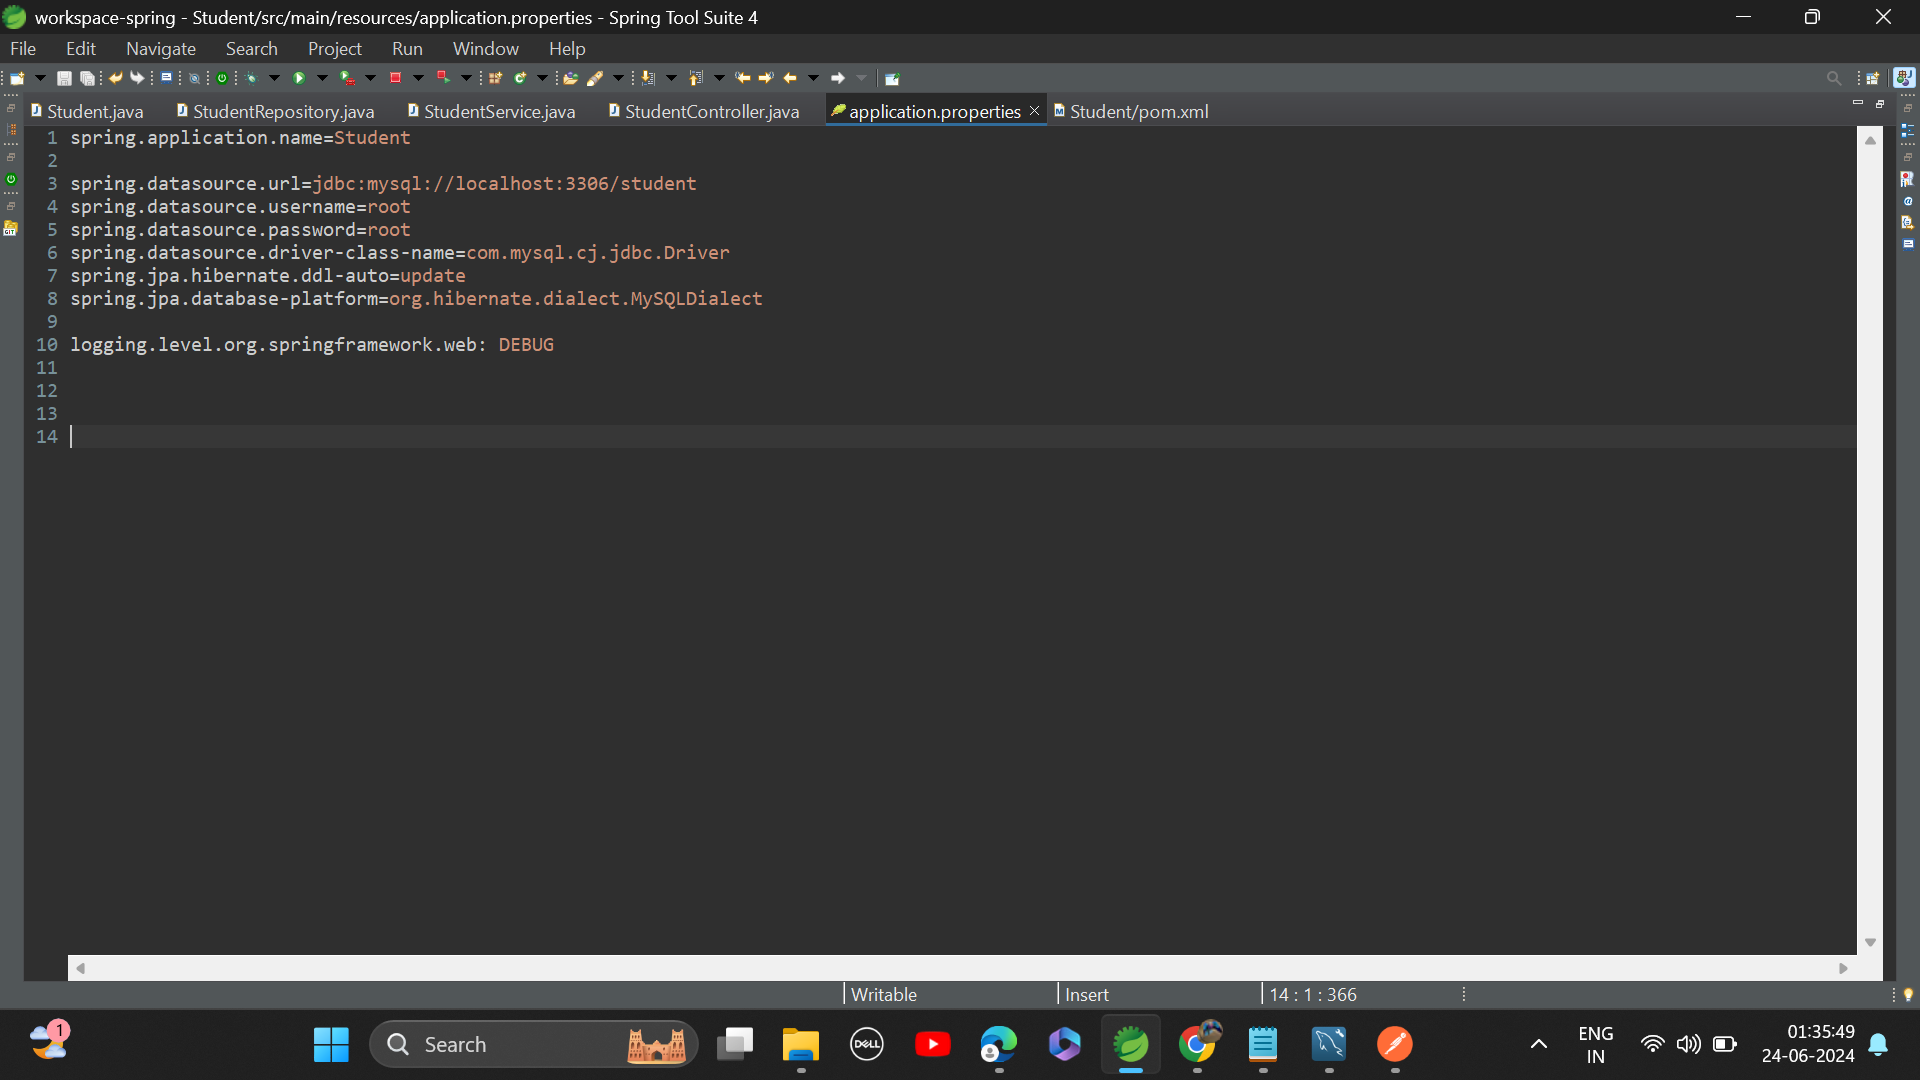 workspace-spring - Student/src/main/resources/application.properties - Spring Tool Suite 4
File Edit Navigate Search Project Run Window Help
Student.java StudentRepository.java StudentService.java StudentController.java application.properties Student/pom.xml
1 spring.application.name=Student
2
3 spring.datasource.url=jdbc:mysql://localhost:3306/student
4 spring.datasource.username=root
5 spring.datasource.password=root
6 spring.datasource.driver-class-name=com.mysql.cj.jdbc.Driver
7 spring.jpa.hibernate.ddl-auto=update
8 spring.jpa.database-platform=org.hibernate.dialect.MySQLDialect
9
10 logging.level.org.springframework.web: DEBUG
11
12
13
14
Writable Insert 14 : 1 : 366
1 Search DELL ENG 01:35:49
IN 24-06-2024